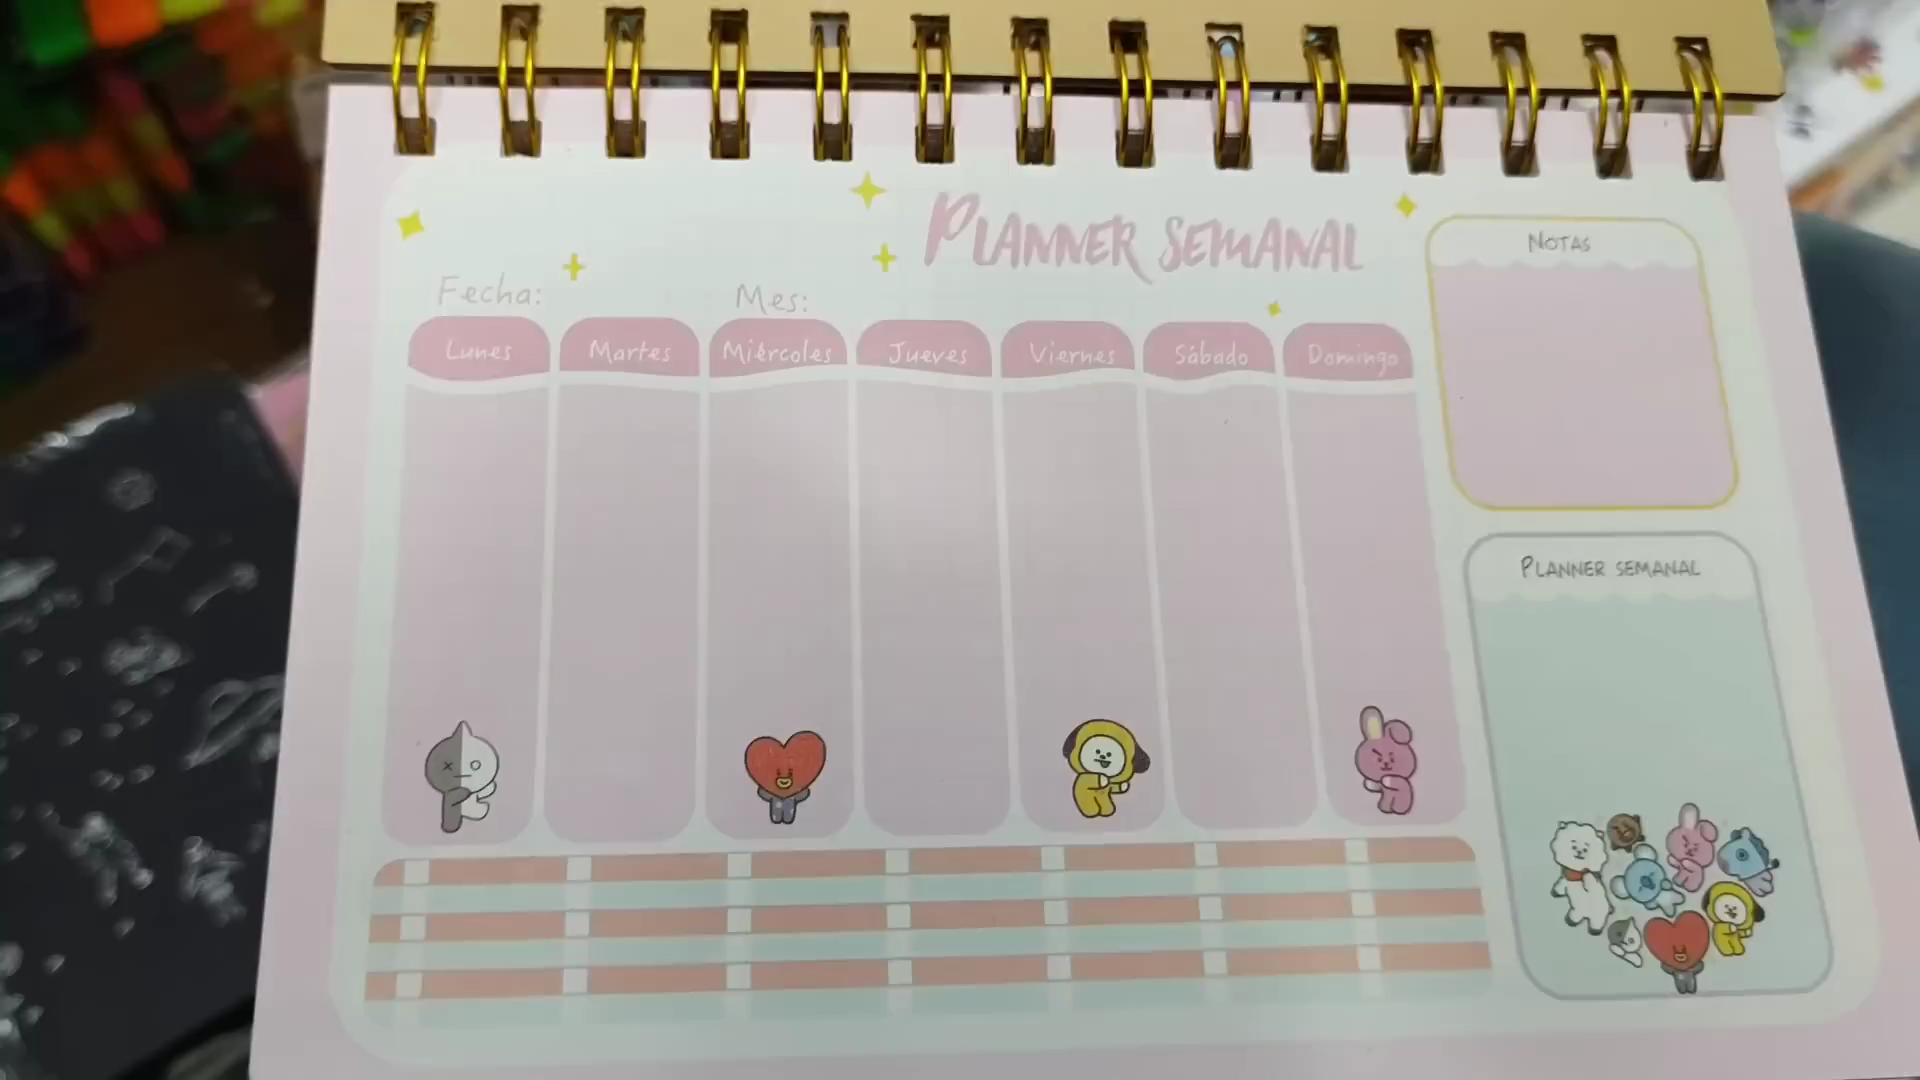 PLANNER SEMANAL
Fecha:
Mes:
Lunes
Martes
Miércoles
Jueves
Viernes
Sábado
Domingo
NOTAS
PLANNER SEMANAL